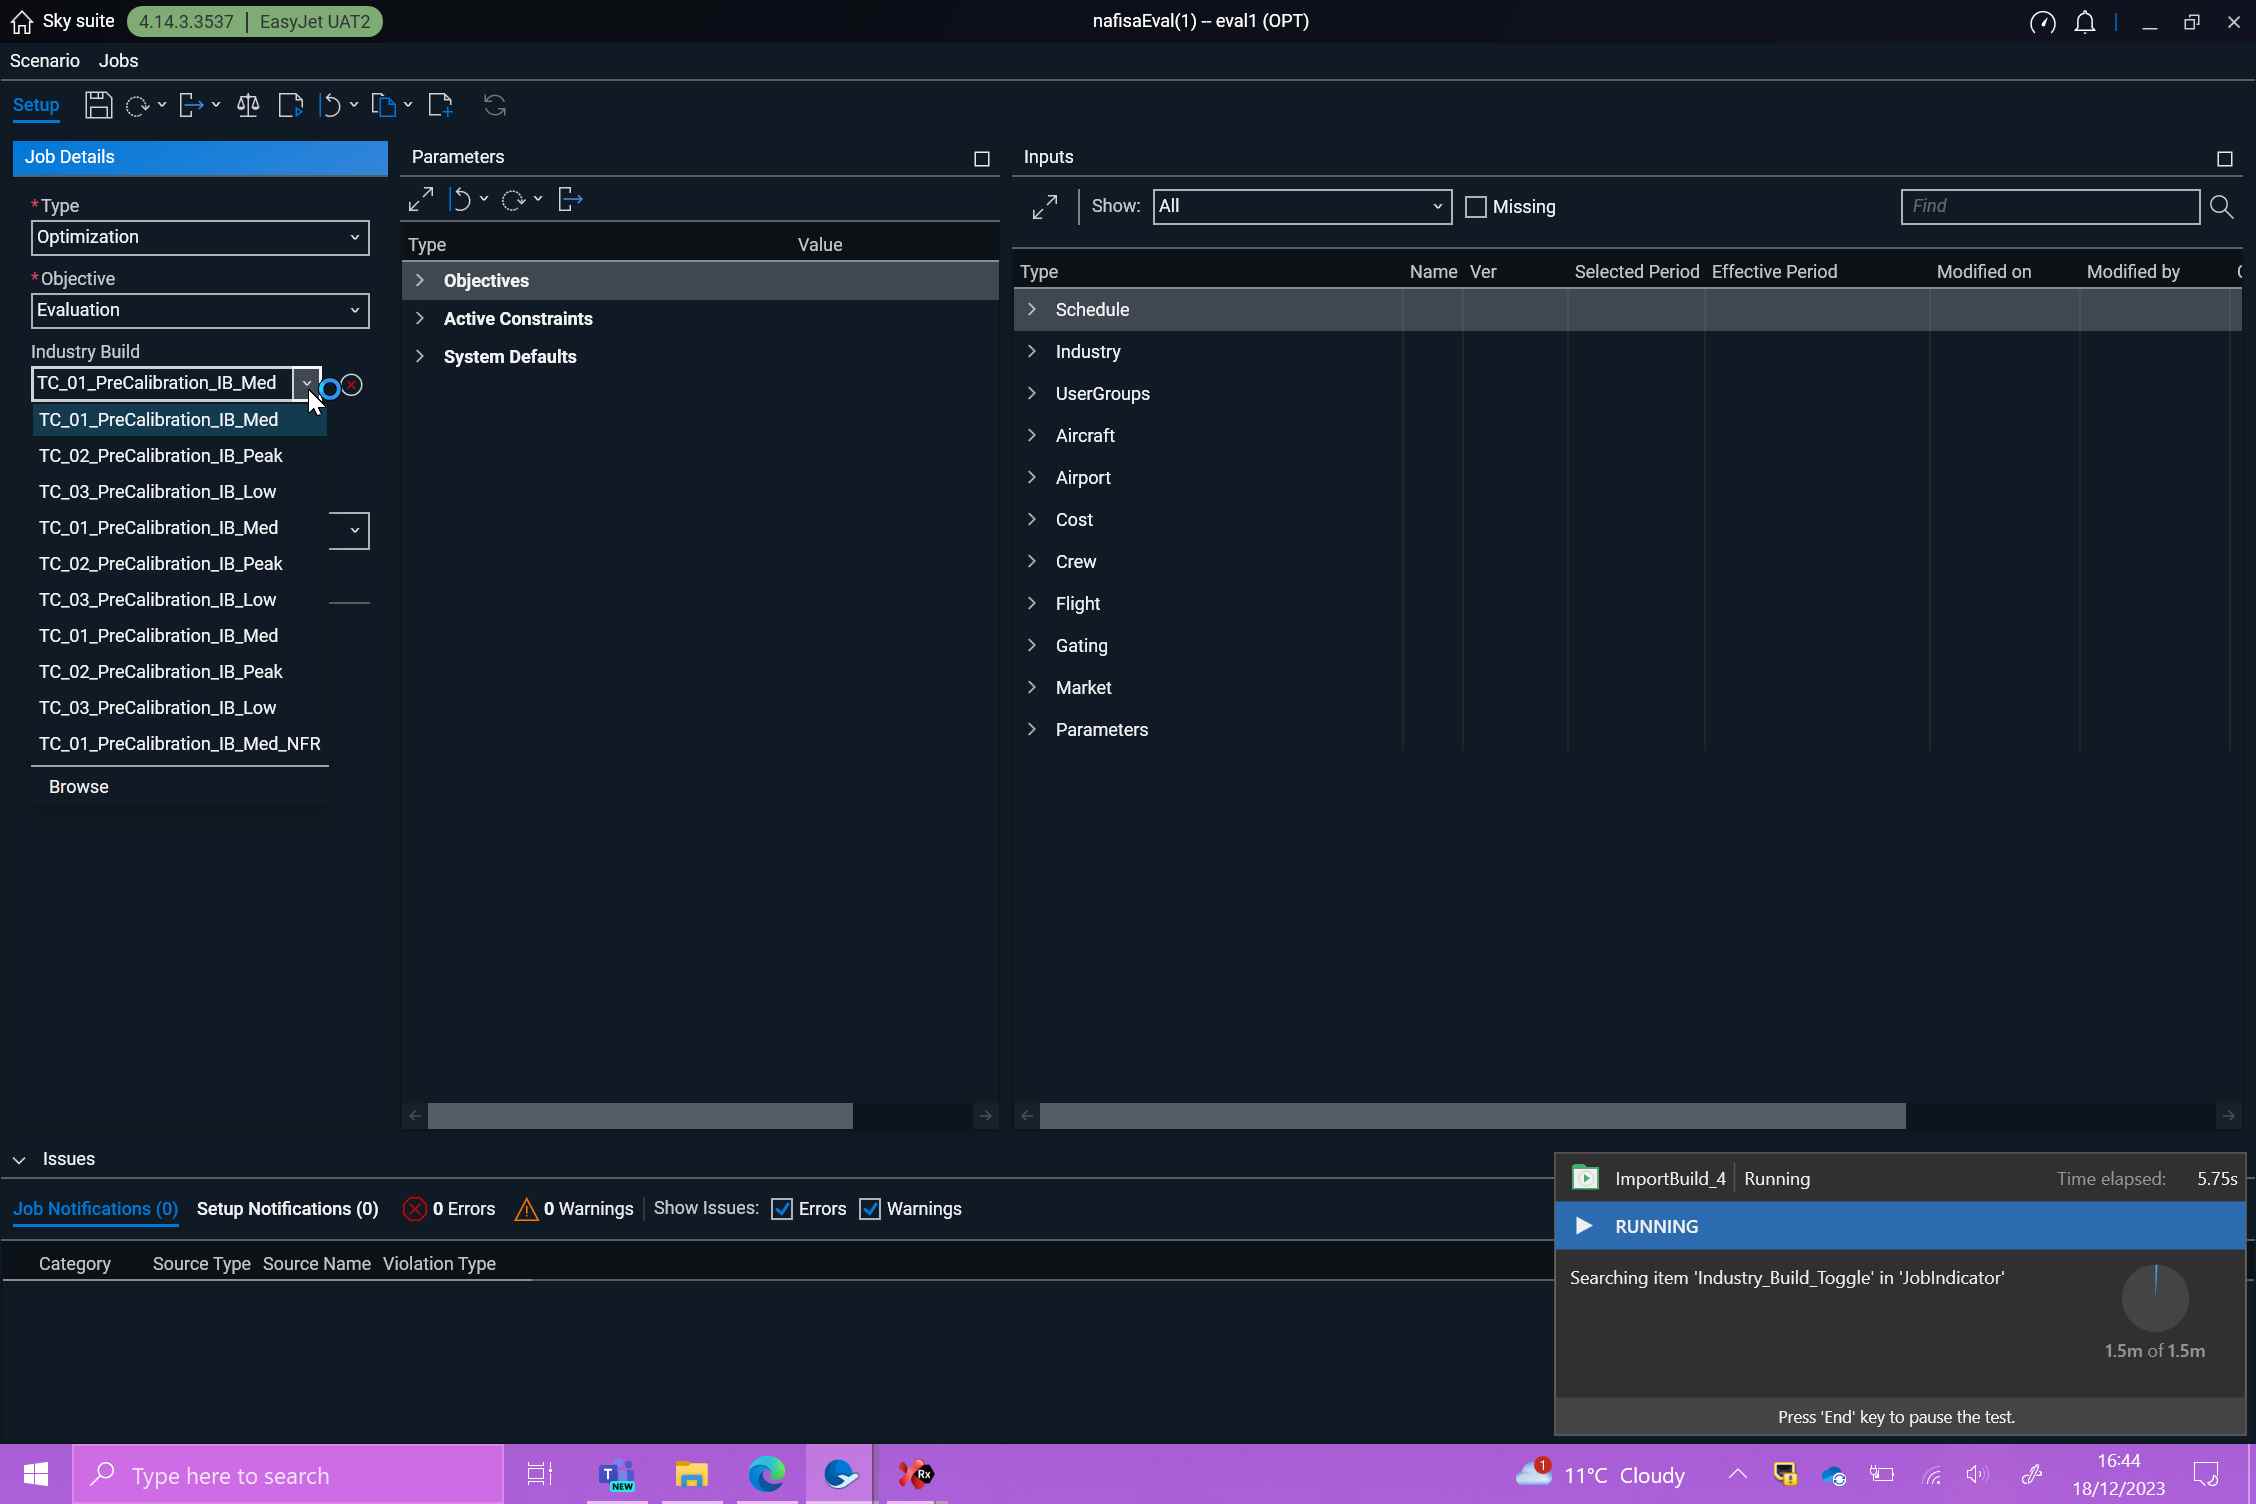 Sky suite 4.14.3.3537 | EasyJet UAT2 nafisaEval(1) -- eval1 (OPT)
Scenario Jobs
Setup
Job Details
*Type
Optimization
*Objective
Evaluation
Industry Build
TC_01_PreCalibration_IB_Med
TC_01_PreCalibration_IB_Med
TC_02_PreCalibration_IB_Peak
TC_03_PreCalibration_IB_Low
TC_01_PreCalibration_IB_Med
TC_02_PreCalibration_IB_Peak
TC_03_PreCalibration_IB_Low
TC_01_PreCalibration_IB_Med
TC_02_PreCalibration_IB_Peak
TC_03_PreCalibration_IB_Low
TC_01_PreCalibration_IB_Med_NFR
Browse
Parameters
Type Value
Objectives
Active Constraints
System Defaults
Inputs
Show: All Missing Find
Type Name Ver Selected Period Effective Period Modified on Modified by
Schedule
Industry
UserGroups
Aircraft
Airport
Cost
Crew
Flight
Gating
Market
Parameters
Issues
Job Notifications (0) Setup Notifications (0) 0 Errors 0 Warnings Show Issues: Errors Warnings
Category Source Type Source Name Violation Type
ImportBuild_4 | Running Time elapsed: 5.75s
RUNNING
Searching item 'Industry_Build_Toggle' in 'JobIndicator'
1.5m of 1.5m
Press 'End' key to pause the test.
Type here to search
T NEW
Rx
1 11°C Cloudy
16:44
18/12/2023